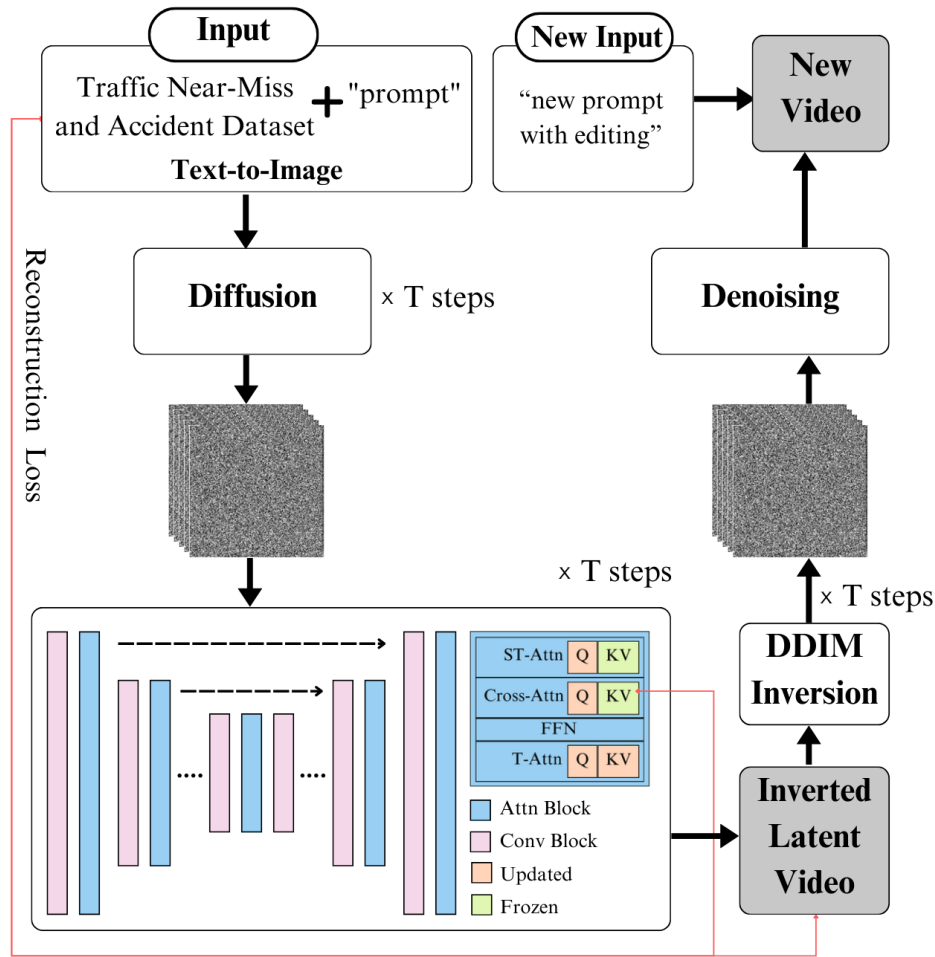 Input
Traffic Near-Miss
and Accident Dataset
+ "prompt"
Text-to-Image
New Input
“new prompt
with editing”
New
Video
Reconstruction Loss
Diffusion
× T steps
Denoising
× T steps
× T steps
DDIM
Inversion
ST-Attn Q KV
Cross-Attn Q KV
FFN
T-Attn Q KV
Attn Block
Conv Block
Updated
Frozen
Inverted
Latent
Video